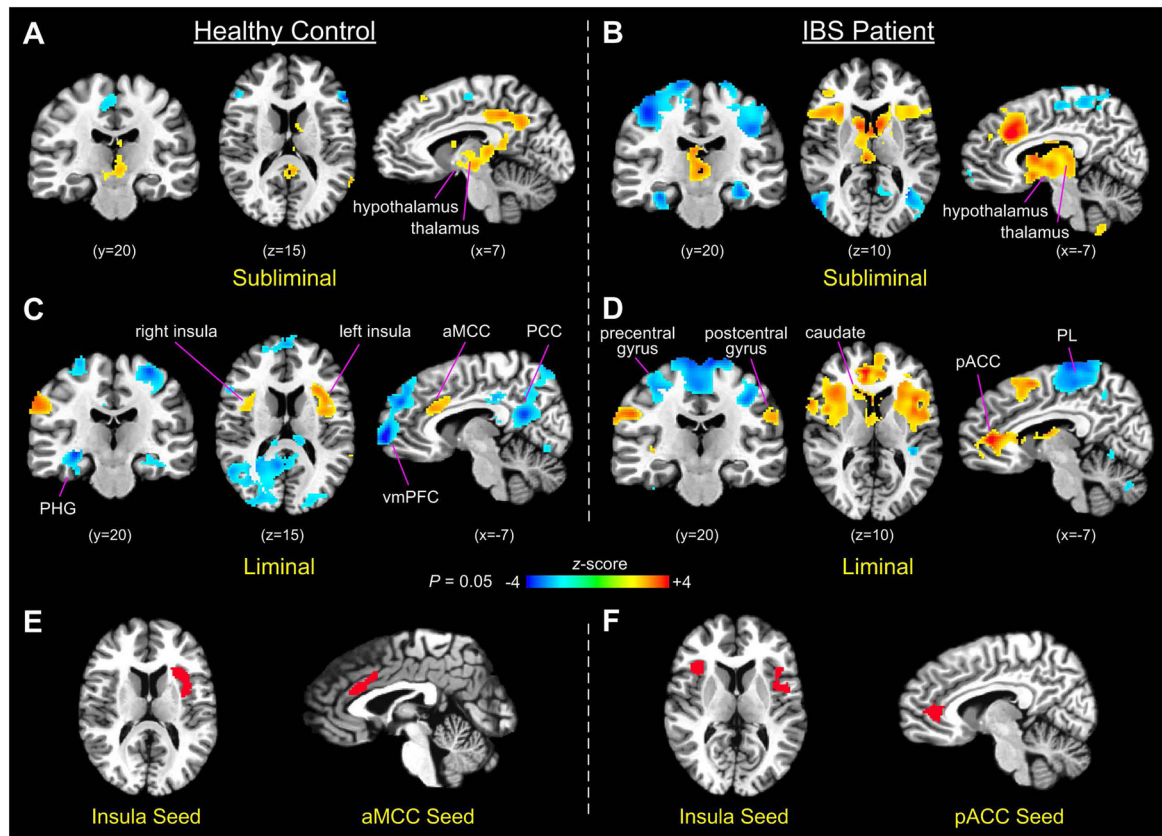 A
Healthy Control
B
IBS Patient
hypothalamus
thalamus
hypothalamus
thalamus
(y=20)
(z=15)
(x=7)
(y=20)
(z=10)
(x=-7)
Subliminal
Subliminal
C
right insula
left insula
aMCC
PCC
D
precentral
gyrus
postcentral
gyrus
caudate
pACC
PL
PHG
vmPFC
(y=20)
(z=15)
(x=-7)
(y=20)
(z=10)
(x=-7)
Liminal
Liminal
z-score
P = 0.05 -4 +4
E
F
Insula Seed
aMCC Seed
Insula Seed
pACC Seed